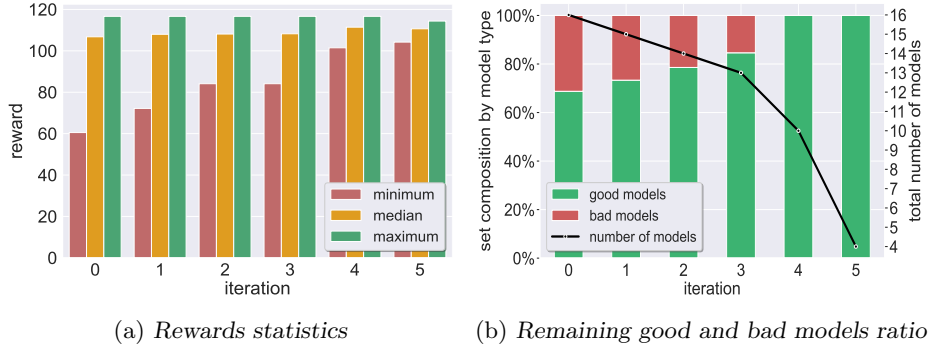 120
100
80
60
40
20
0
reward
minimum
median
maximum
0 1 2 3 4 5
iteration
(a) Rewards statistics
100%
80%
60%
40%
20%
0%
set composition by model type
good models
bad models
number of models
16
15
14
13
12
11
10
9
8
7
6
5
4
total number of models
0 1 2 3 4 5
iteration
(b) Remaining good and bad models ratio